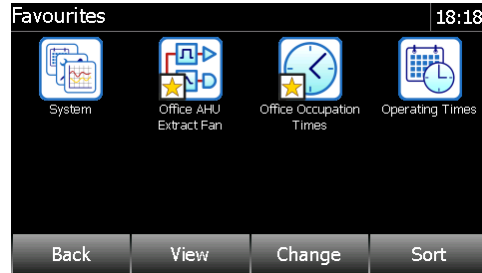 Favourites 18:18
System Office AHU Office Occupation Operating Times
Extract Fan Times
Back View Change Sort